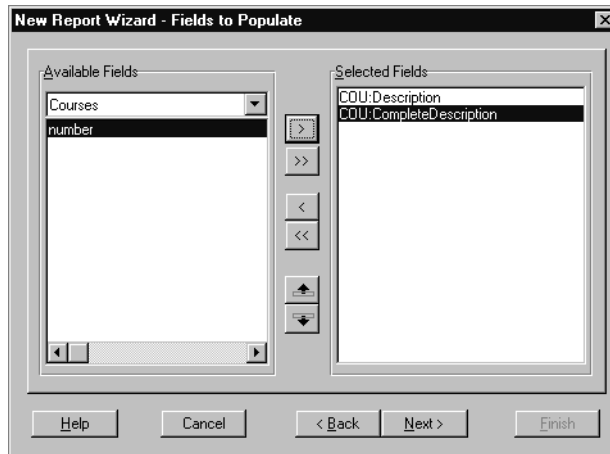 New Report Wizard - Fields to Populate
Available Fields
Courses
number
>
>>
<
<<
Selected Fields
COU:Description
COU:CompleteDescription
Help
Cancel
< Back
Next >
Finish